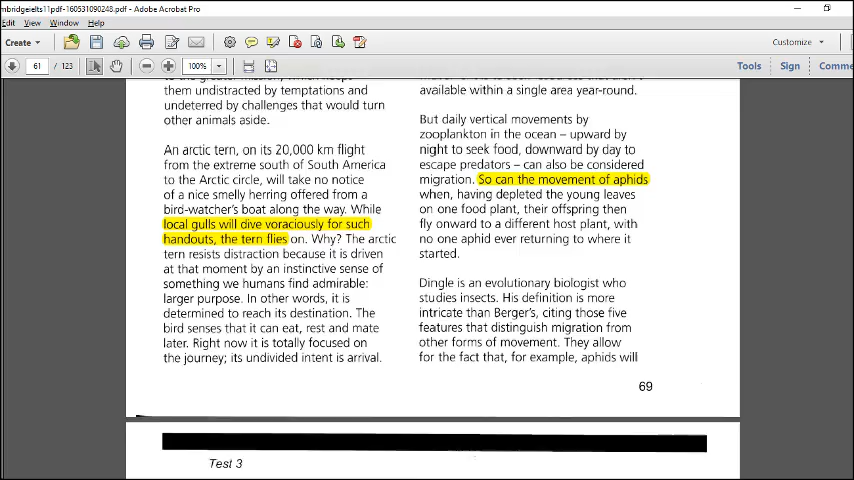 mbridgeielts11pdf-160531090248.pdf - Adobe Acrobat Pro
Edit View Window Help
Create
Customize
61 / 123
100%
Tools Sign Comme
them undistracted by temptations and
undeterred by challenges that would turn
other animals aside.
An arctic tern, on its 20,000 km flight
from the extreme south of South America
to the Arctic circle, will take no notice
of a nice smelly herring offered from a
bird-watcher's boat along the way. While
local gulls will dive voraciously for such
handouts, the tern flies on. Why? The arctic
tern resists distraction because it is driven
at that moment by an instinctive sense of
something we humans find admirable:
larger purpose. In other words, it is
determined to reach its destination. The
bird senses that it can eat, rest and mate
later. Right now it is totally focused on
the journey; its undivided intent is arrival.
available within a single area year-round.
But daily vertical movements by
zooplankton in the ocean – upward by
night to seek food, downward by day to
escape predators – can also be considered
migration. So can the movement of aphids
when, having depleted the young leaves
on one food plant, their offspring then
fly onward to a different host plant, with
no one aphid ever returning to where it
started.
Dingle is an evolutionary biologist who
studies insects. His definition is more
intricate than Berger's, citing those five
features that distinguish migration from
other forms of movement. They allow
for the fact that, for example, aphids will
69
Test 3